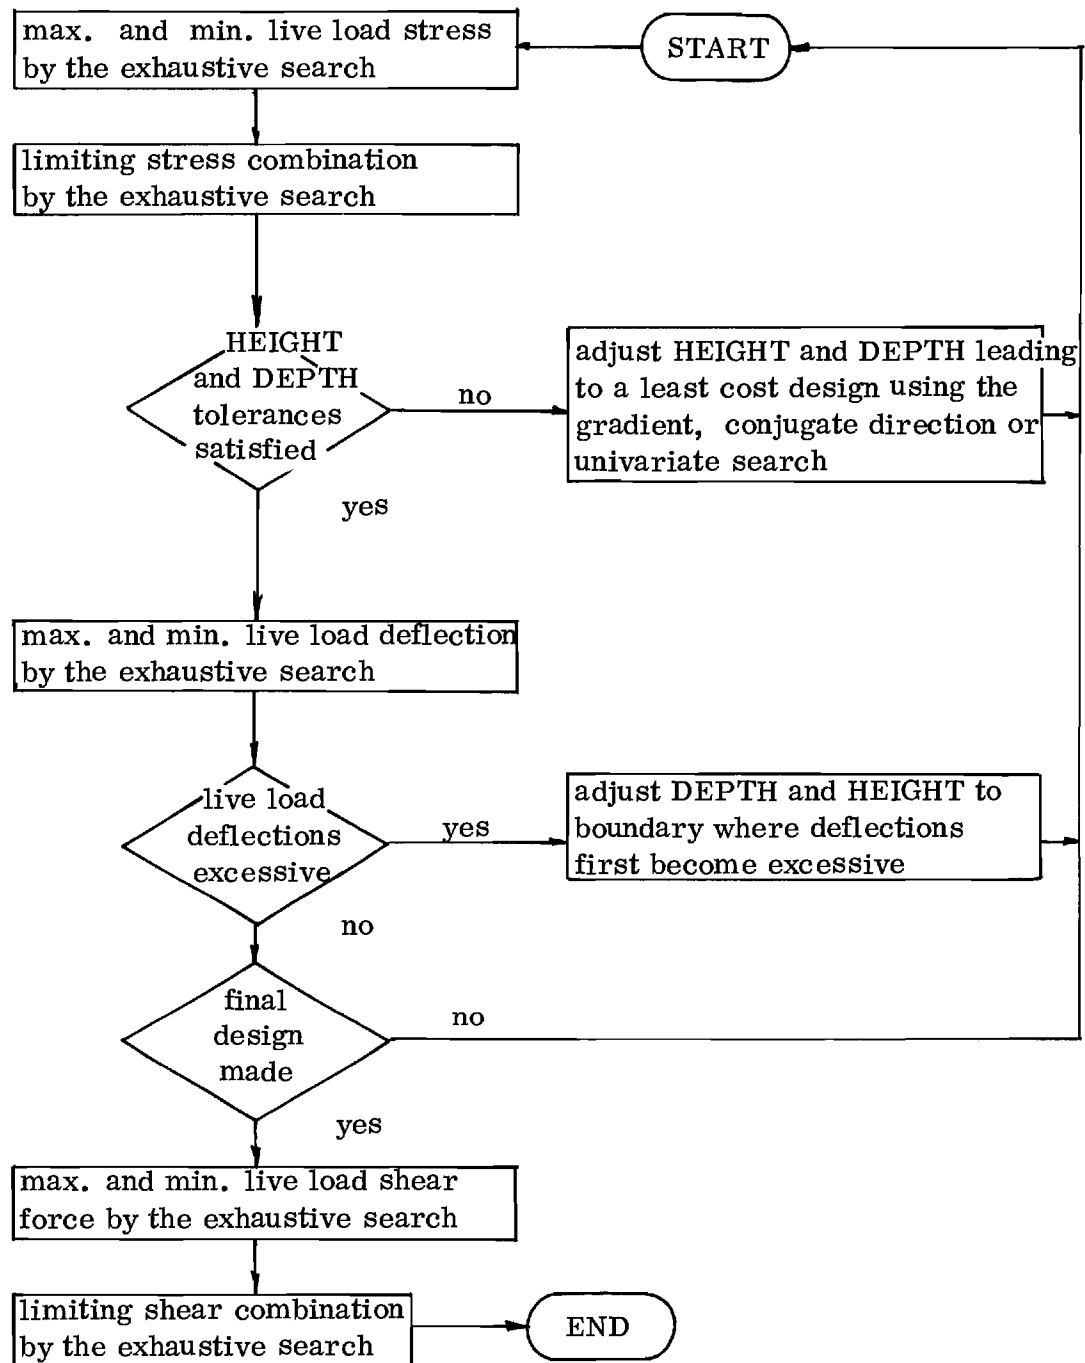 START
max. and min. live load stress
by the exhaustive search
limiting stress combination
by the exhaustive search
HEIGHT
and DEPTH
tolerances
satisfied
no
adjust HEIGHT and DEPTH leading
to a least cost design using the
gradient, conjugate direction or
univariate search
yes
max. and min. live load deflection
by the exhaustive search
live load
deflections
excessive
yes
adjust DEPTH and HEIGHT to
boundary where deflections
first become excessive
no
final
design
made
no
yes
max. and min. live load shear
force by the exhaustive search
limiting shear combination
by the exhaustive search
END